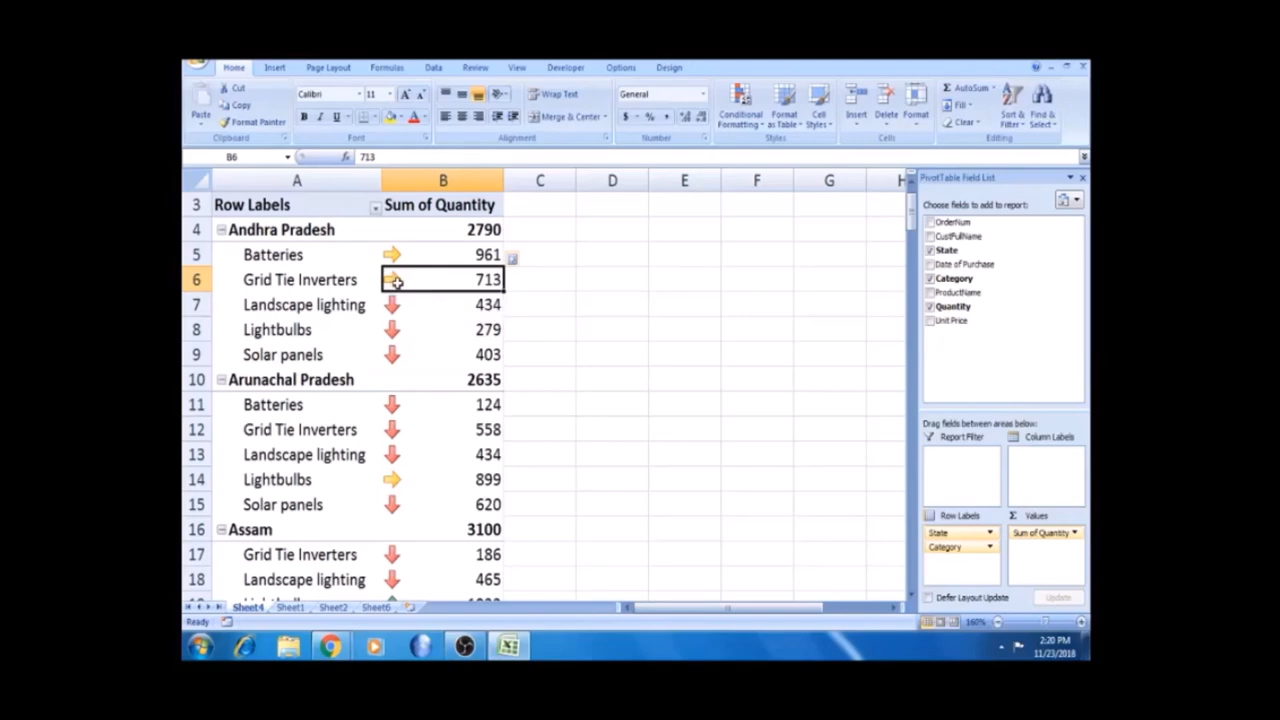 Home Insert Page Layout Formulas Data Review View Developer Options Design
Paste
Cut
Copy
Format Painter
Clipboard
Calibri 11
B I U
Font
Wrap Text
Merge & Center
Alignment
General
$ %
Number
Conditional Formatting
Format as Table
Cell Styles
Styles
Insert Delete Format
Cells
Σ AutoSum
Fill
Clear
Sort & Filter
Find & Select
Editing
B6 fx 713
A B C D E F G H
3 Row Labels Sum of Quantity
4 Andhra Pradesh 2790
5 Batteries 961
6 Grid Tie Inverters 713
7 Landscape lighting 434
8 Lightbulbs 279
9 Solar panels 403
10 Arunachal Pradesh 2635
11 Batteries 124
12 Grid Tie Inverters 558
13 Landscape lighting 434
14 Lightbulbs 899
15 Solar panels 620
16 Assam 3100
17 Grid Tie Inverters 186
18 Landscape lighting 465
PivotTable Field List
Choose fields to add to report:
OrderNum
CustFullName
State
Date of Purchase
Category
ProductName
Quantity
Unit Price
Drag fields between areas below:
Report Filter Column Labels
Row Labels Σ Values
State Sum of Quantity
Category
Defer Layout Update Update
Sheet4 Sheet1 Sheet2 Sheet6
Ready 160%
2:20 PM
11/23/2018